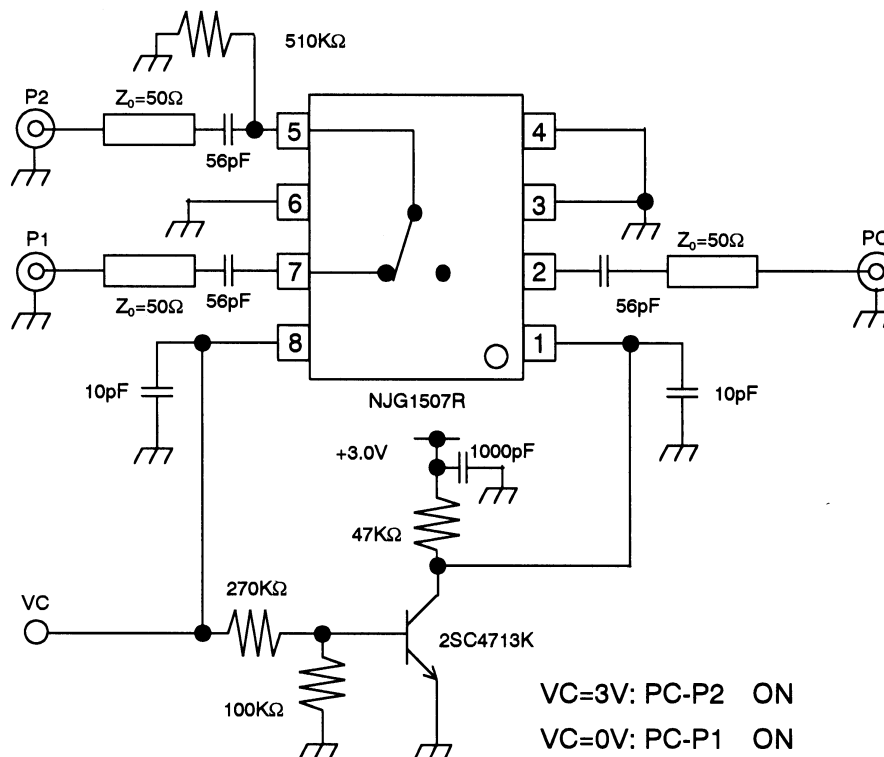 510KΩ
P2
Z₀=50Ω
56pF
5
4
6
3
P1
Z₀=50Ω
56pF
7
2
56pF
Z₀=50Ω
PC
8
1
10pF
10pF
NJG1507R
+3.0V
1000pF
47KΩ
VC
270KΩ
100KΩ
2SC4713K
VC=3V: PC-P2 ON
VC=0V: PC-P1 ON